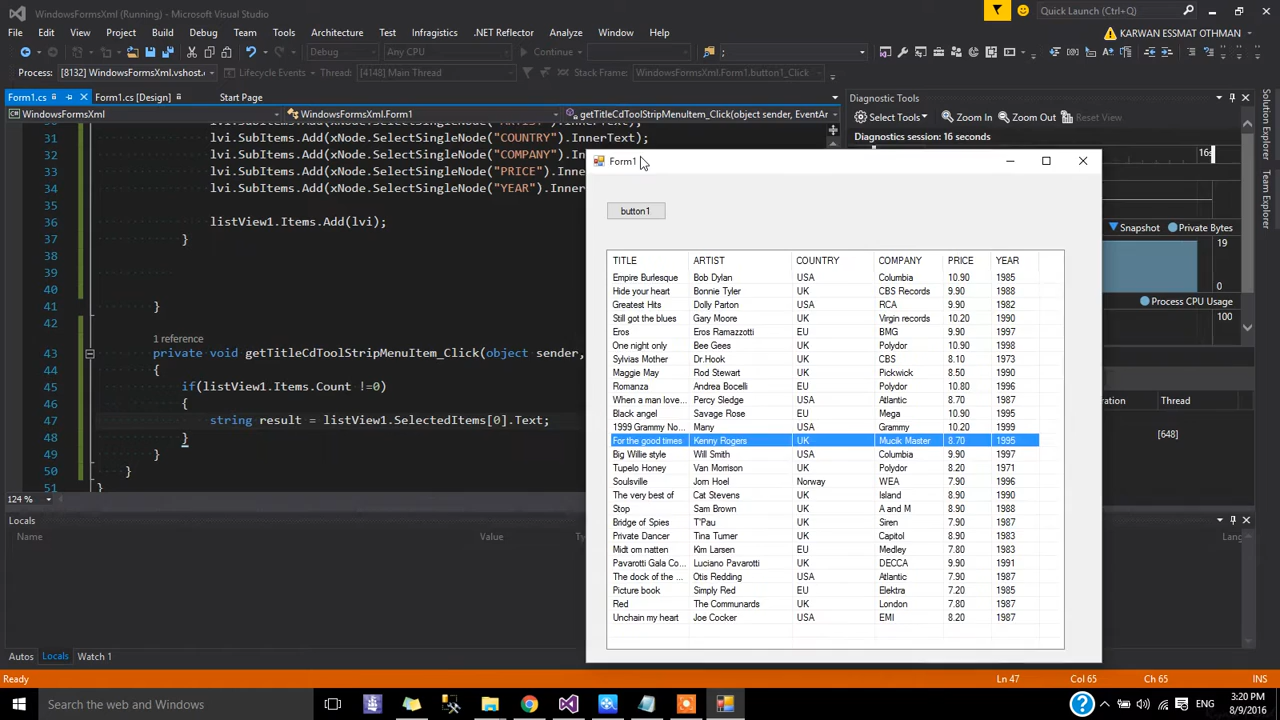 WindowsFormsXml (Running) - Microsoft Visual Studio
Quick Launch (Ctrl+Q)
File Edit View Project Build Debug Team Tools Architecture Test .NET Reflector Analyze Window Help
KARWAN ESSMAT OTHMAN
Debug Any CPU Continue ;
Process: [8132] WindowsFormsXml.vshost. Lifecycle Events Thread: [4148] Main Thread Stack Frame: WindowsFormsXml.Form1.button1_Click
Form1.cs Form1.cs [Design] Start Page
Diagnostic Tools
WindowsFormsXml WindowsFormsXml.Form1 getTitleCdToolStripMenuItem_Click(object sender, EventAr
Select Tools Zoom In Zoom Out Reset View
31 lvi.SubItems.Add(xNode.SelectSingleNode("ARTIST").InnerText);
Diagnostics session: 16 seconds
32 lvi.SubItems.Add(xNode.SelectSingleNode("COUNTRY").InnerText);
33 lvi.SubItems.Add(xNode.SelectSingleNode("COMPANY").In
34 lvi.SubItems.Add(xNode.SelectSingleNode("PRICE").Inne
34 lvi.SubItems.Add(xNode.SelectSingleNode("YEAR").Inner
35
36 listView1.Items.Add(lvi);
37 }
38
39
40
41 }
42
1 reference
43 private void getTitleCdToolStripMenuItem_Click(object sender,
44 {
45 if(listView1.Items.Count !=0)
46 {
47 string result = listView1.SelectedItems[0].Text;
48 }
49 }
50 }
51 }
124 %
Form1
button1
TITLE ARTIST COUNTRY COMPANY PRICE YEAR
Empire Burlesque Bob Dylan USA Columbia 10.90 1985
Hide your heart Bonnie Tyler UK CBS Records 9.90 1988
Greatest Hits Dolly Parton USA RCA 9.90 1982
Still got the blues Gary Moore UK Virgin records 10.20 1990
Eros Eros Ramazzotti EU BMG 9.90 1997
One night only Bee Gees UK Polydor 10.90 1998
Sylvias Mother Dr.Hook UK CBS 8.10 1973
Maggie May Rod Stewart UK Pickwick 8.50 1990
Romanza Andrea Bocelli EU Polydor 10.80 1996
When a man love... Percy Sledge USA Atlantic 8.70 1987
Black angel Savage Rose EU Mega 10.90 1995
1999 Grammy No... Many USA Grammy 10.20 1999
For the good times Kenny Rogers UK Mucik Master 8.70 1995
Big Willie style Will Smith USA Columbia 9.90 1997
Tupelo Honey Van Morrison UK Polydor 8.20 1971
Soulsville Jorn Hoel Norway WEA 7.90 1996
The very best of Cat Stevens UK Island 8.90 1990
Stop Sam Brown UK A and M 8.90 1988
Bridge of Spies T'Pau UK Siren 7.90 1987
Private Dancer Tina Turner UK Capitol 8.90 1983
Midt om natten Kim Larsen EU Medley 7.80 1983
Pavarotti Gala Co... Luciano Pavarotti UK DECCA 9.90 1991
The dock of the ... Otis Redding USA Atlantic 7.90 1987
Picture book Simply Red EU Elektra 7.20 1985
Red The Communards UK London 7.80 1987
Unchain my heart Joe Cocker USA EMI 8.20 1987
Snapshot Private Bytes
19
0
Process CPU Usage
100
Thread
[648]
Solution Explorer
Team Explorer
Locals
Name Value
Autos Locals Watch 1
Ready Ln 47 Col 65 Ch 65 INS
Search the web and Windows
ENG
3:20 PM
8/9/2016